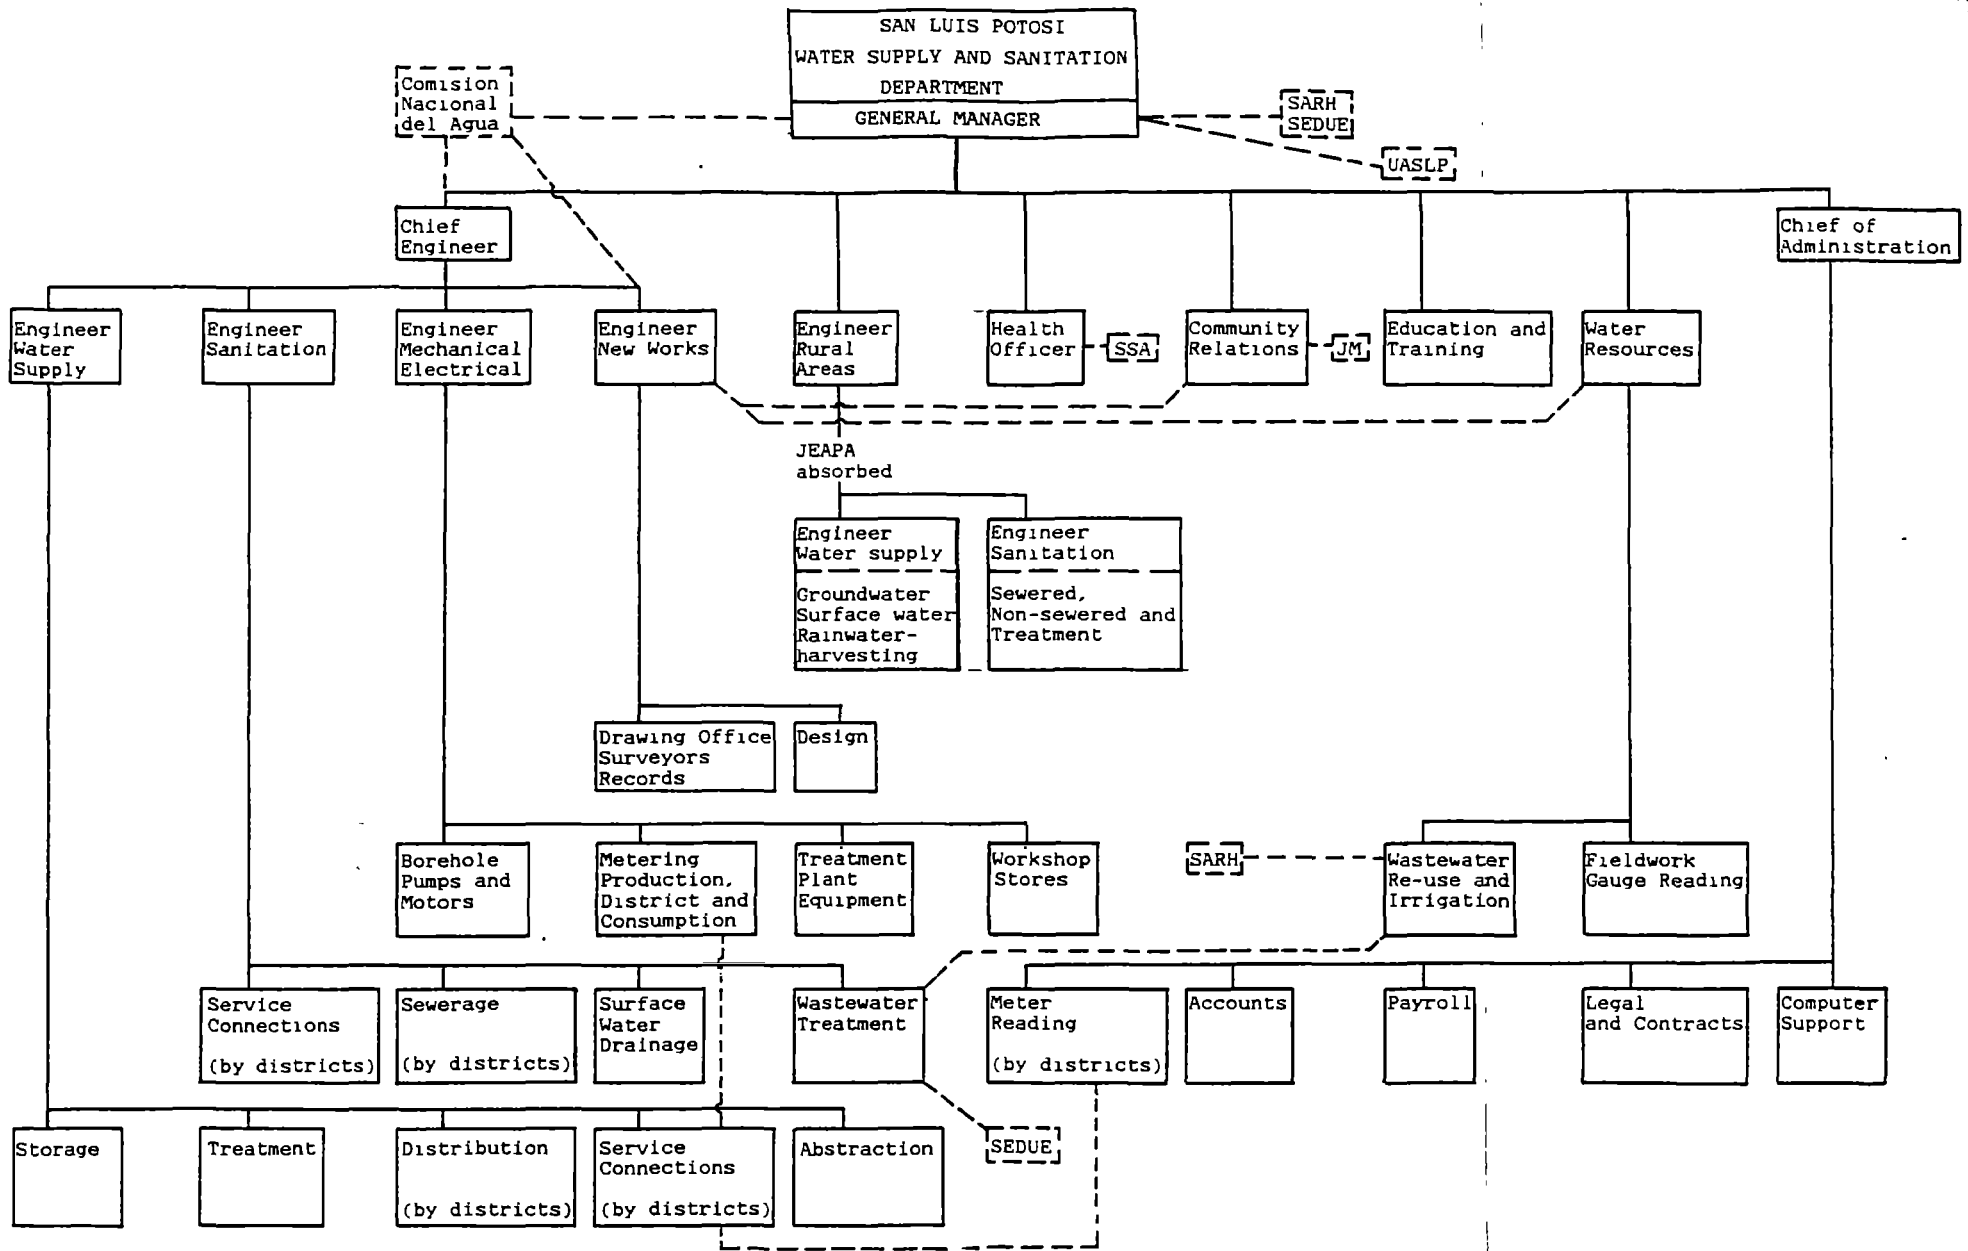 SAN LUIS POTOSI
WATER SUPPLY AND SANITATION
DEPARTMENT
GENERAL MANAGER
Comision
Nacional
del Agua
SARH
SEDUE
UASLP
Chief
Engineer
Chief of
Administration
Engineer
Water
Supply
Engineer
Sanitation
Engineer
Mechanical
Electrical
Engineer
New Works
Engineer
Rural
Areas
Health
Officer
SSA
Community
Relations
JM
Education and
Training
Water
Resources
JEAPA
absorbed
Engineer
Water supply
Groundwater
Surface water
Rainwater-
harvesting
Engineer
Sanitation
Sewered,
Non-sewered and
Treatment
Drawing Office
Surveyors
Records
Design
Borehole
Pumps and
Motors
Metering
Production,
District and
Consumption
Treatment
Plant
Equipment
Workshop
Stores
SARH
Wastewater
Re-use and
Irrigation
Fieldwork
Gauge Reading
Service
Connections
(by districts)
Sewerage
(by districts)
Surface
Water
Drainage
Wastewater
Treatment
Meter
Reading
(by districts)
Accounts
Payroll
Legal
and Contracts
Computer
Support
Storage
Treatment
Distribution
(by districts)
Service
Connections
(by districts)
Abstraction
SEDUE